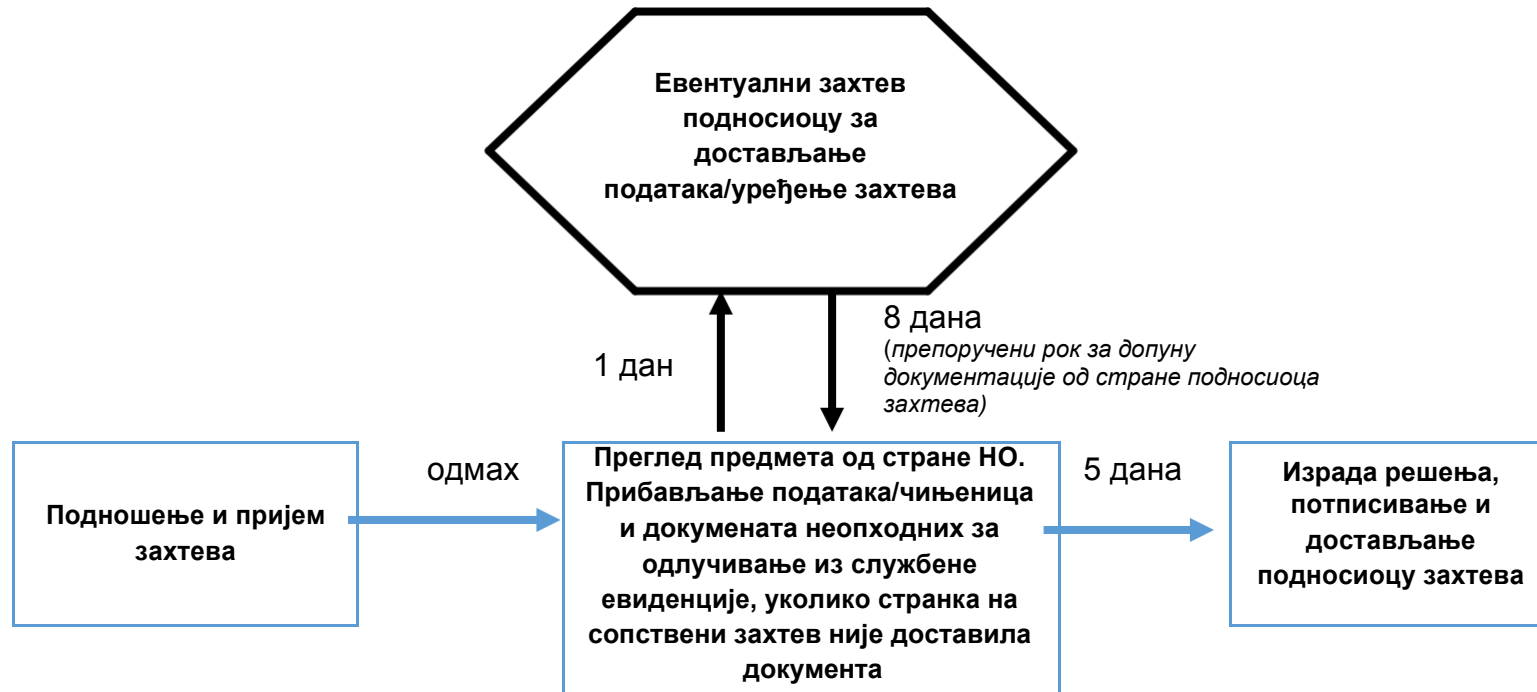 Евентуални захтев
подносиоцу за
достављање
података/уређење захтева
1 дан
8 дана
(препоручени рок за допуну
документације од стране подносиоца
захтева)
Подношење и пријем
захтева
одмах
Преглед предмета од стране НО.
Прибављање података/чињеница
и докумената неопходних за
одлучивање из службене
евиденције, уколико странка на
сопствени захтев није доставила
документа
5 дана
Израда решења,
потписивање и
достављање
подносиоцу захтева